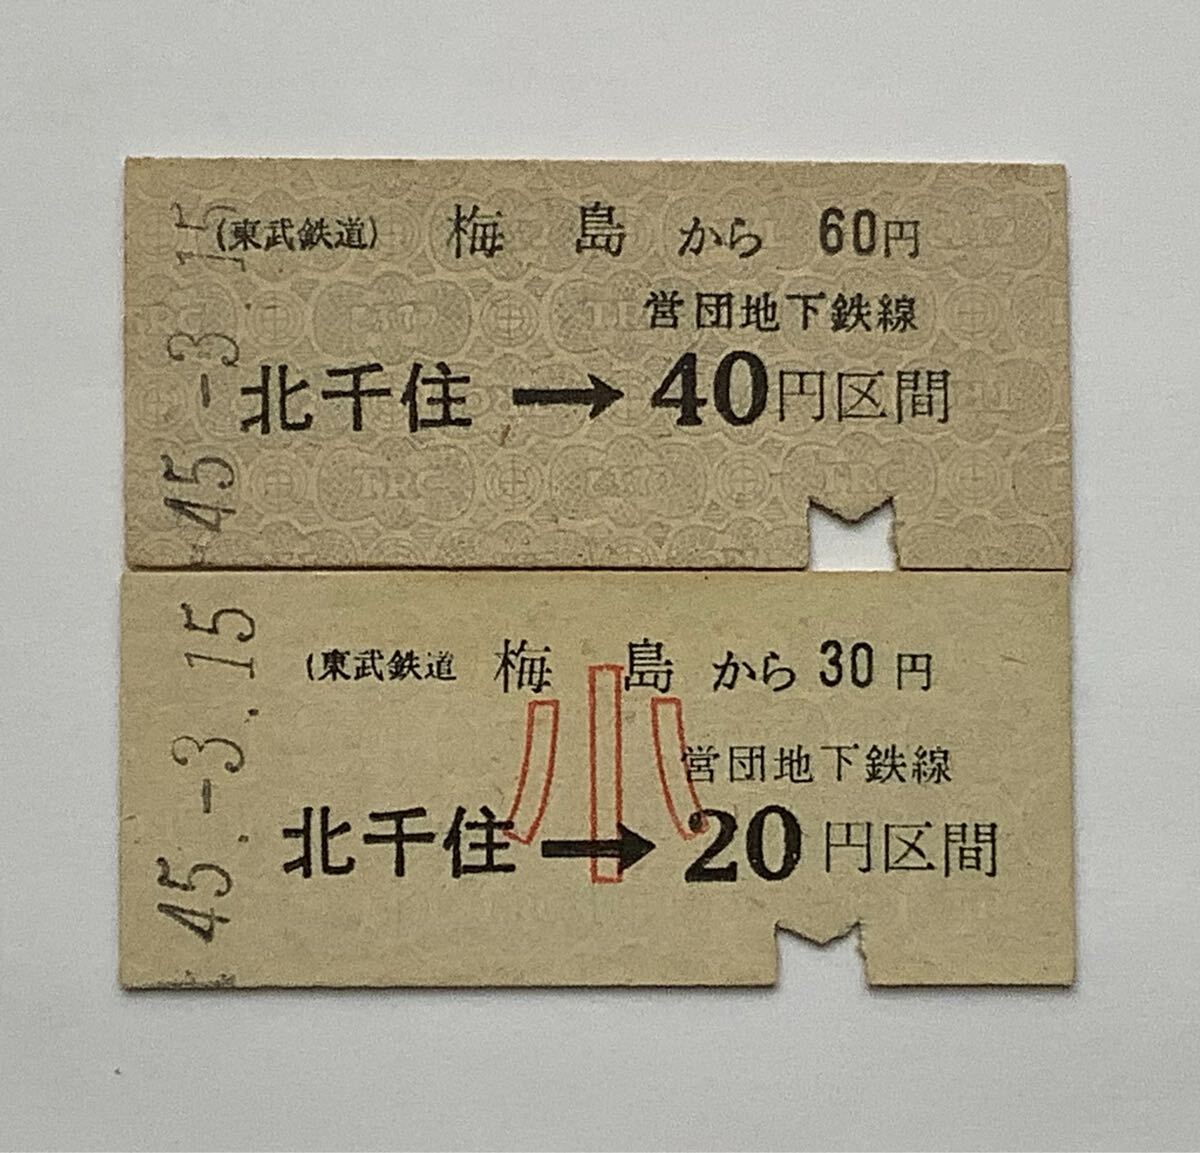 (東武鉄道) 梅島から 60円
営団地下鉄線
北千住→40円区間
45.-3.15
(東武鉄道 梅島から 30円
営団地下鉄線
北千住→20円区間
小
45.-3.15